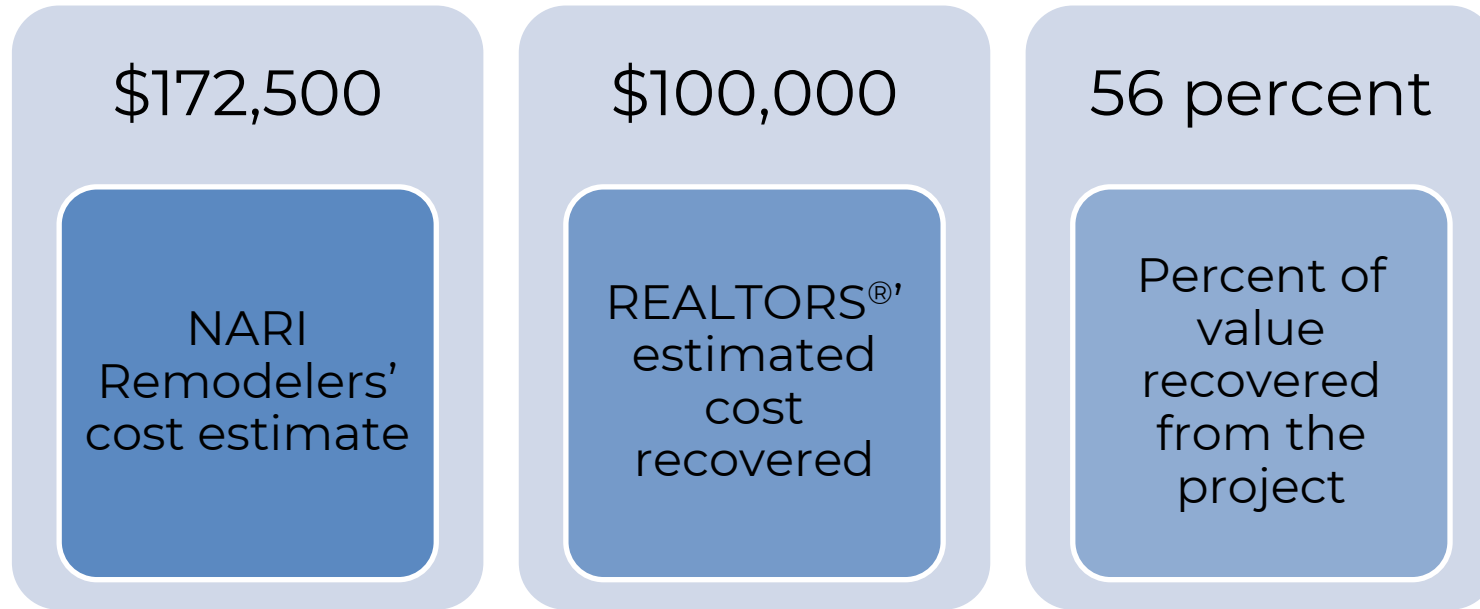 $172,500
NARI
Remodelers’
cost estimate
$100,000
REALTORS®’
estimated
cost
recovered
56 percent
Percent of
value
recovered
from the
project